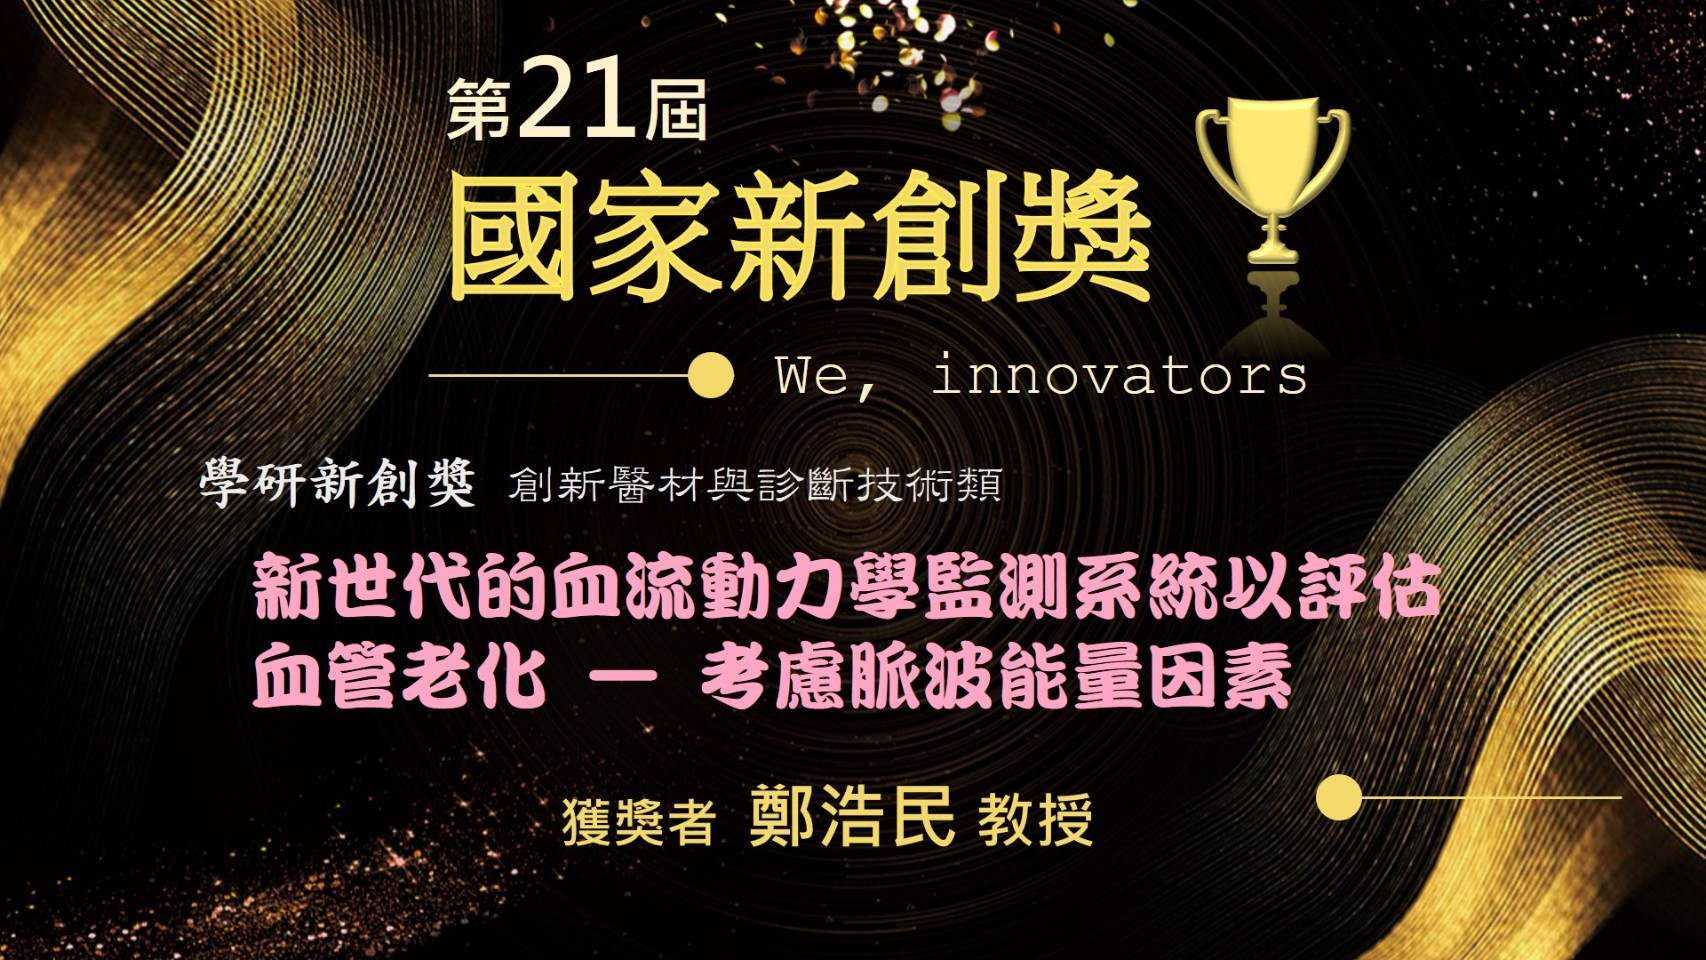 第21屆
國家新創獎
We, innovators
學研新創獎 創新醫材與診斷技術類
新世代的血流動力學監測系統以評估
血管老化 — 考慮脈波能量因素
獲獎者 鄭浩民 教授